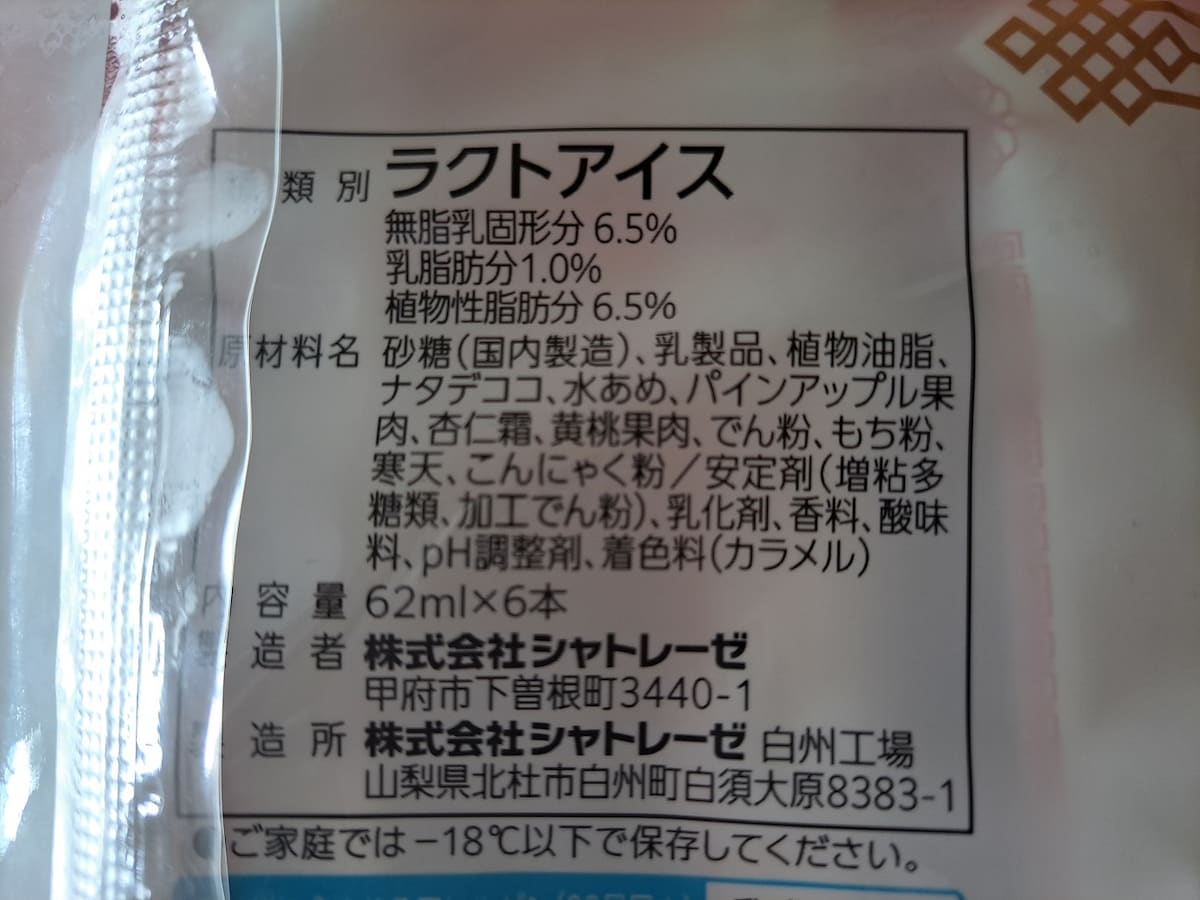 類別 ラクトアイス
無脂乳固形分 6.5%
乳脂肪分1.0%
植物性脂肪分 6.5%
原材料名 砂糖(国内製造)、乳製品、植物油脂、
ナタデココ、水あめ、パインアップル果
肉、杏仁霜、黄桃果肉、でん粉、もち粉、
寒天、こんにゃく粉/安定剤(増粘多
糖類、加工でん粉)、乳化剤、香料、酸味
料、pH調整剤、着色料(カラメル)
内容量 62ml×6本
製造者 株式会社シャトレーゼ
甲府市下曽根町3440-1
製造所 株式会社シャトレーゼ 白州工場
山梨県北杜市白州町白須大原8383-1
●ご家庭では-18℃以下で保存してください。